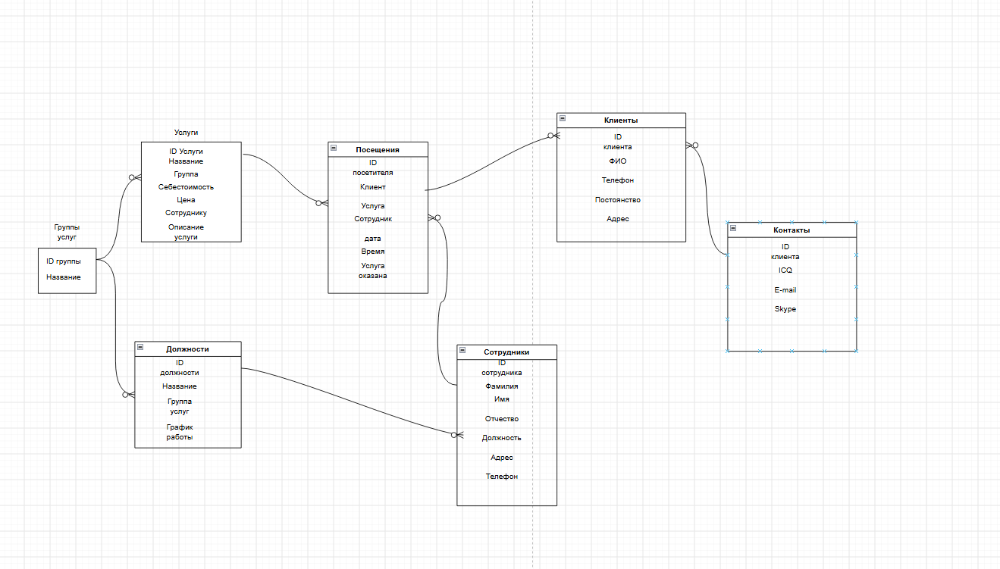 Услуги
ID Услуги
Название
Группа
Себестоимость
Цена
Сотруднику
Описание
услуги
Группы
услуг
ID группы
Название
Посещения
ID
посетителя
Клиент
Услуга
Сотрудник
дата
Время
Услуга
оказана
Клиенты
ID
клиента
ФИО
Телефон
Постоянство
Адрес
Контакты
ID
клиента
ICQ
E-mail
Skype
Должности
ID
должности
Название
Группа
услуг
График
работы
Сотрудники
ID
сотрудника
Фамилия
Имя
Отчество
Должность
Адрес
Телефон